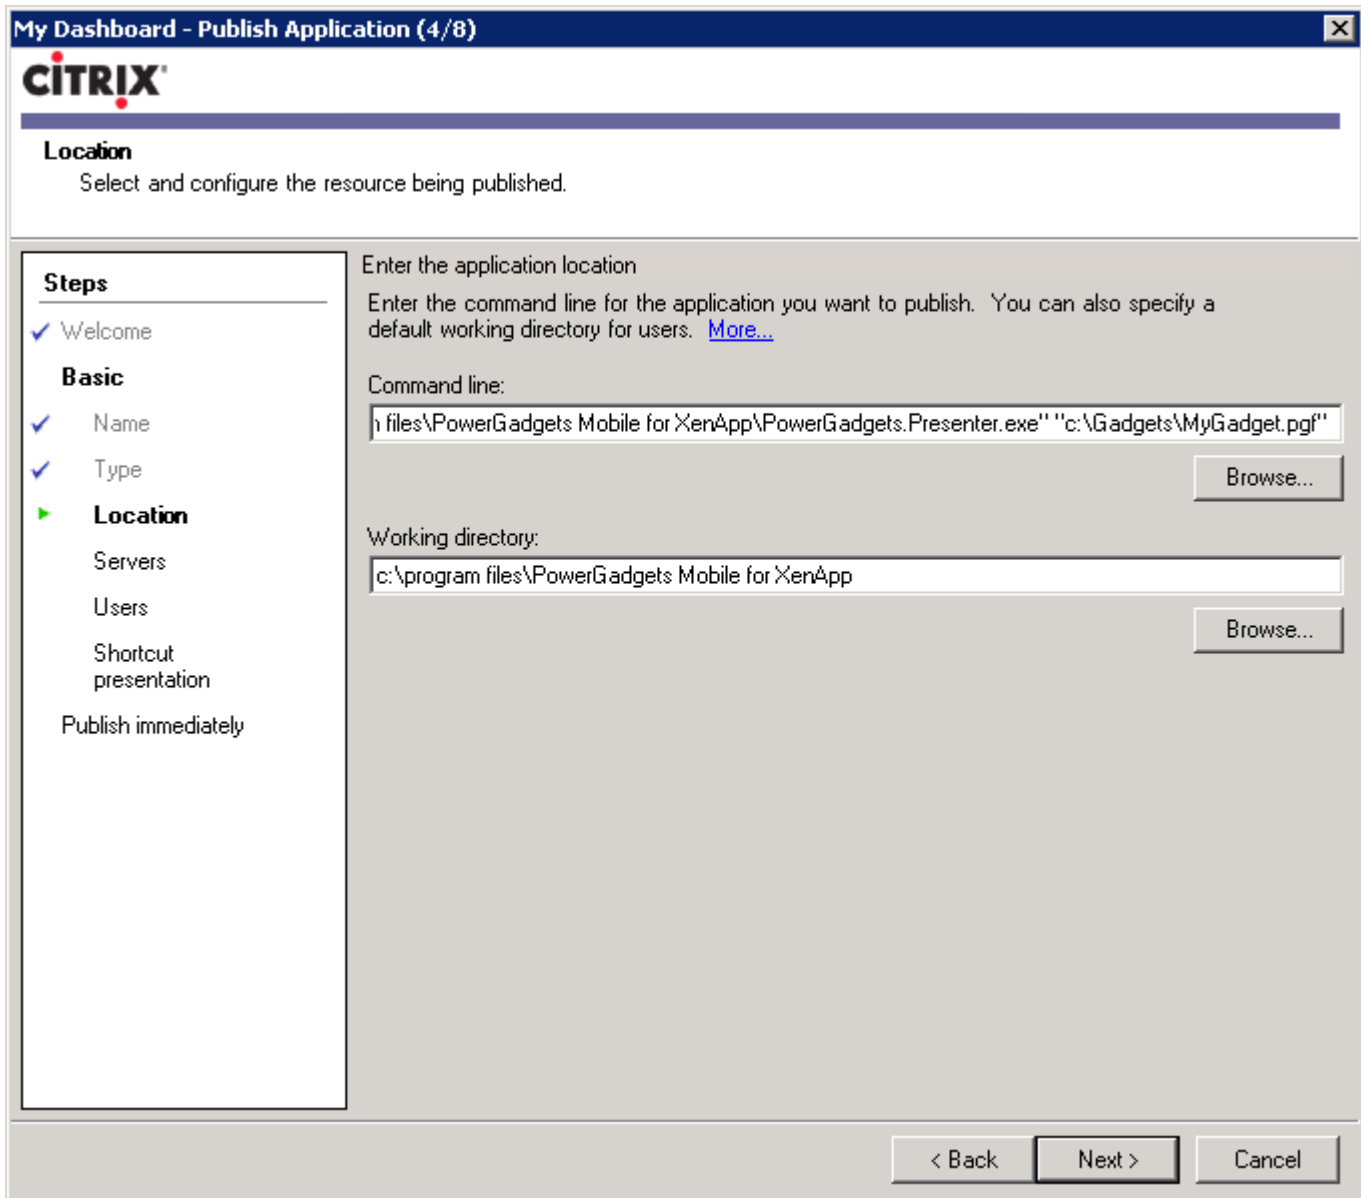 My Dashboard - Publish Application (4/8)
CITRIX
Location
Select and configure the resource being published.
Steps
Welcome
Basic
Name
Type
Location
Servers
Users
Shortcut
presentation
Publish immediately
Enter the application location
Enter the command line for the application you want to publish. You can also specify a
default working directory for users. More...
Command line:
files\PowerGadgets Mobile for XenApp\PowerGadgets.Presenter.exe" "c:\Gadgets\MyGadget.pgf"
Browse...
Working directory:
c:\program files\PowerGadgets Mobile for XenApp
Browse...
< Back
Next >
Cancel